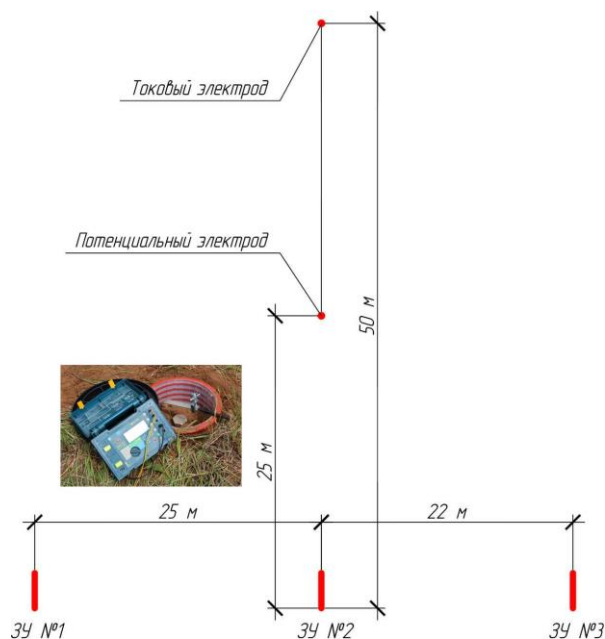 Токовый электрод
Потенциальный электрод
50 м
25 м
25 м
22 м
ЗУ №1
ЗУ №2
ЗУ №3